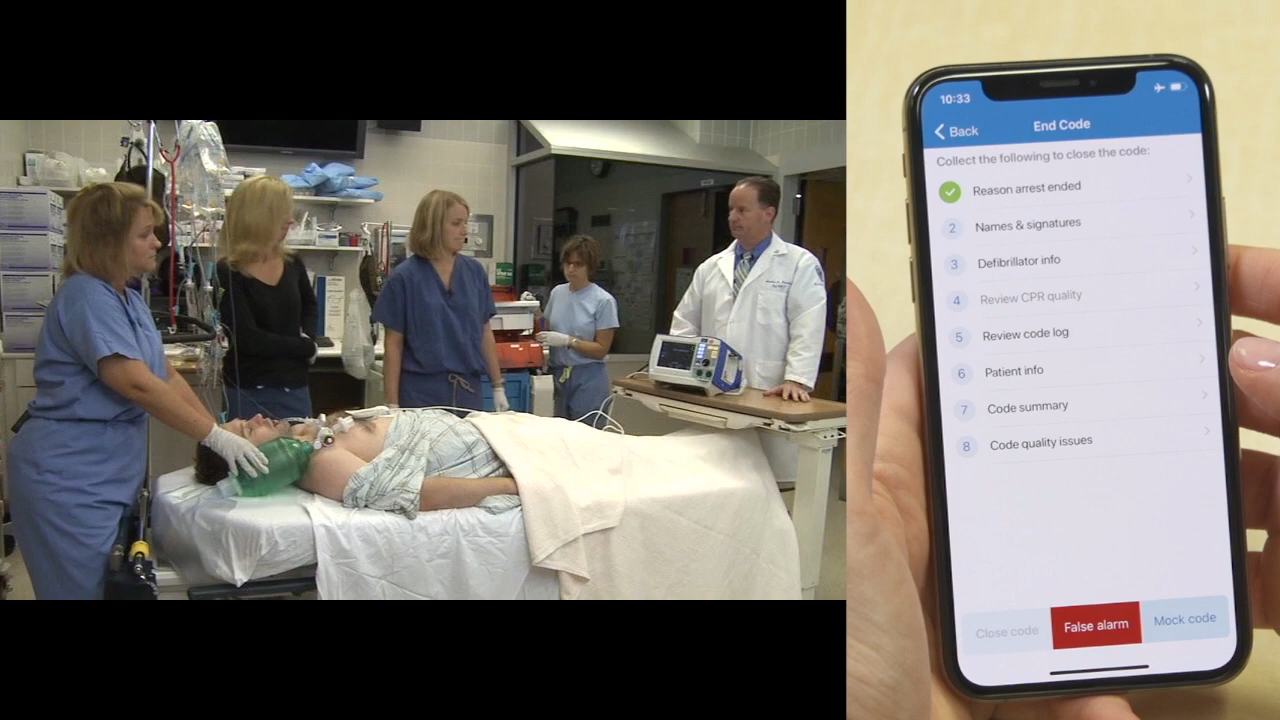 10:33
Back
End Code
Collect the following to close the code:
Reason arrest ended
2 Names & signatures
3 Defibrillator info
4 Review CPR quality
5 Review code log
6 Patient info
7 Code summary
8 Code quality issues
Close code
False alarm
Mock code